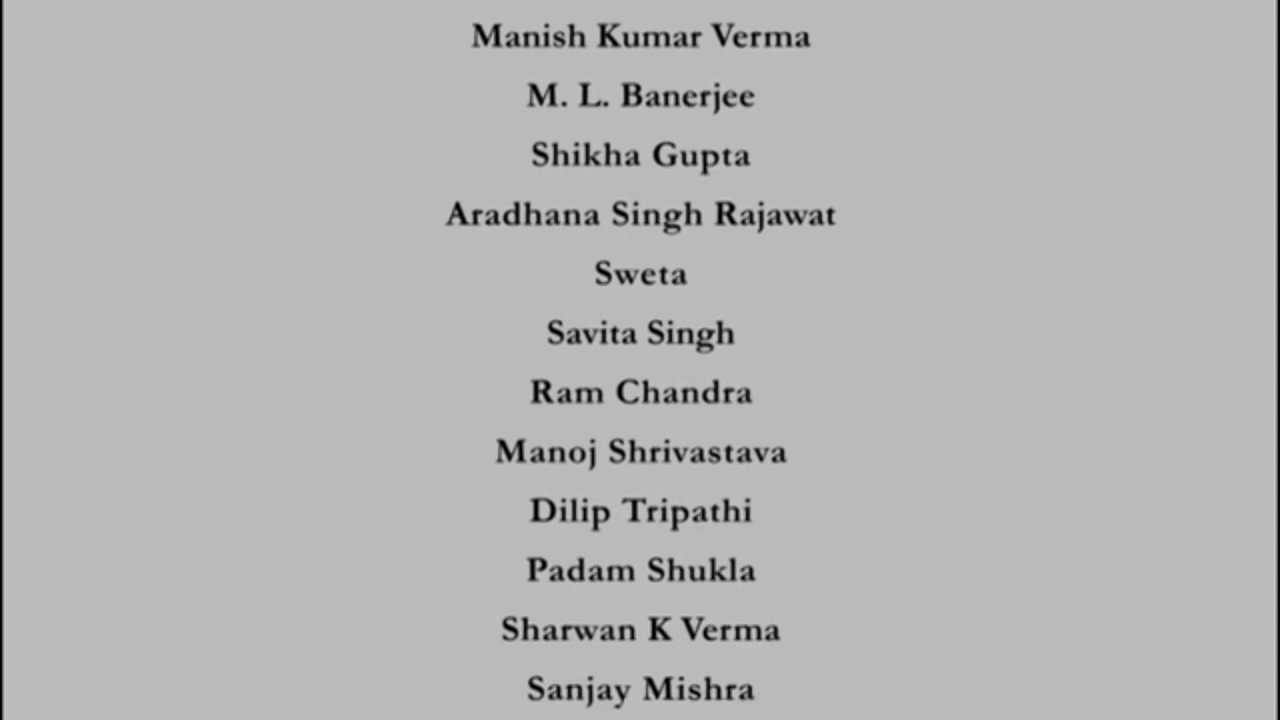 Manish Kumar Verma
M. L. Banerjee
Shikha Gupta
Aradhana Singh Rajawat
Sweta
Savita Singh
Ram Chandra
Manoj Shrivastava
Dilip Tripathi
Padam Shukla
Sharwan K Verma
Sanjay Mishra